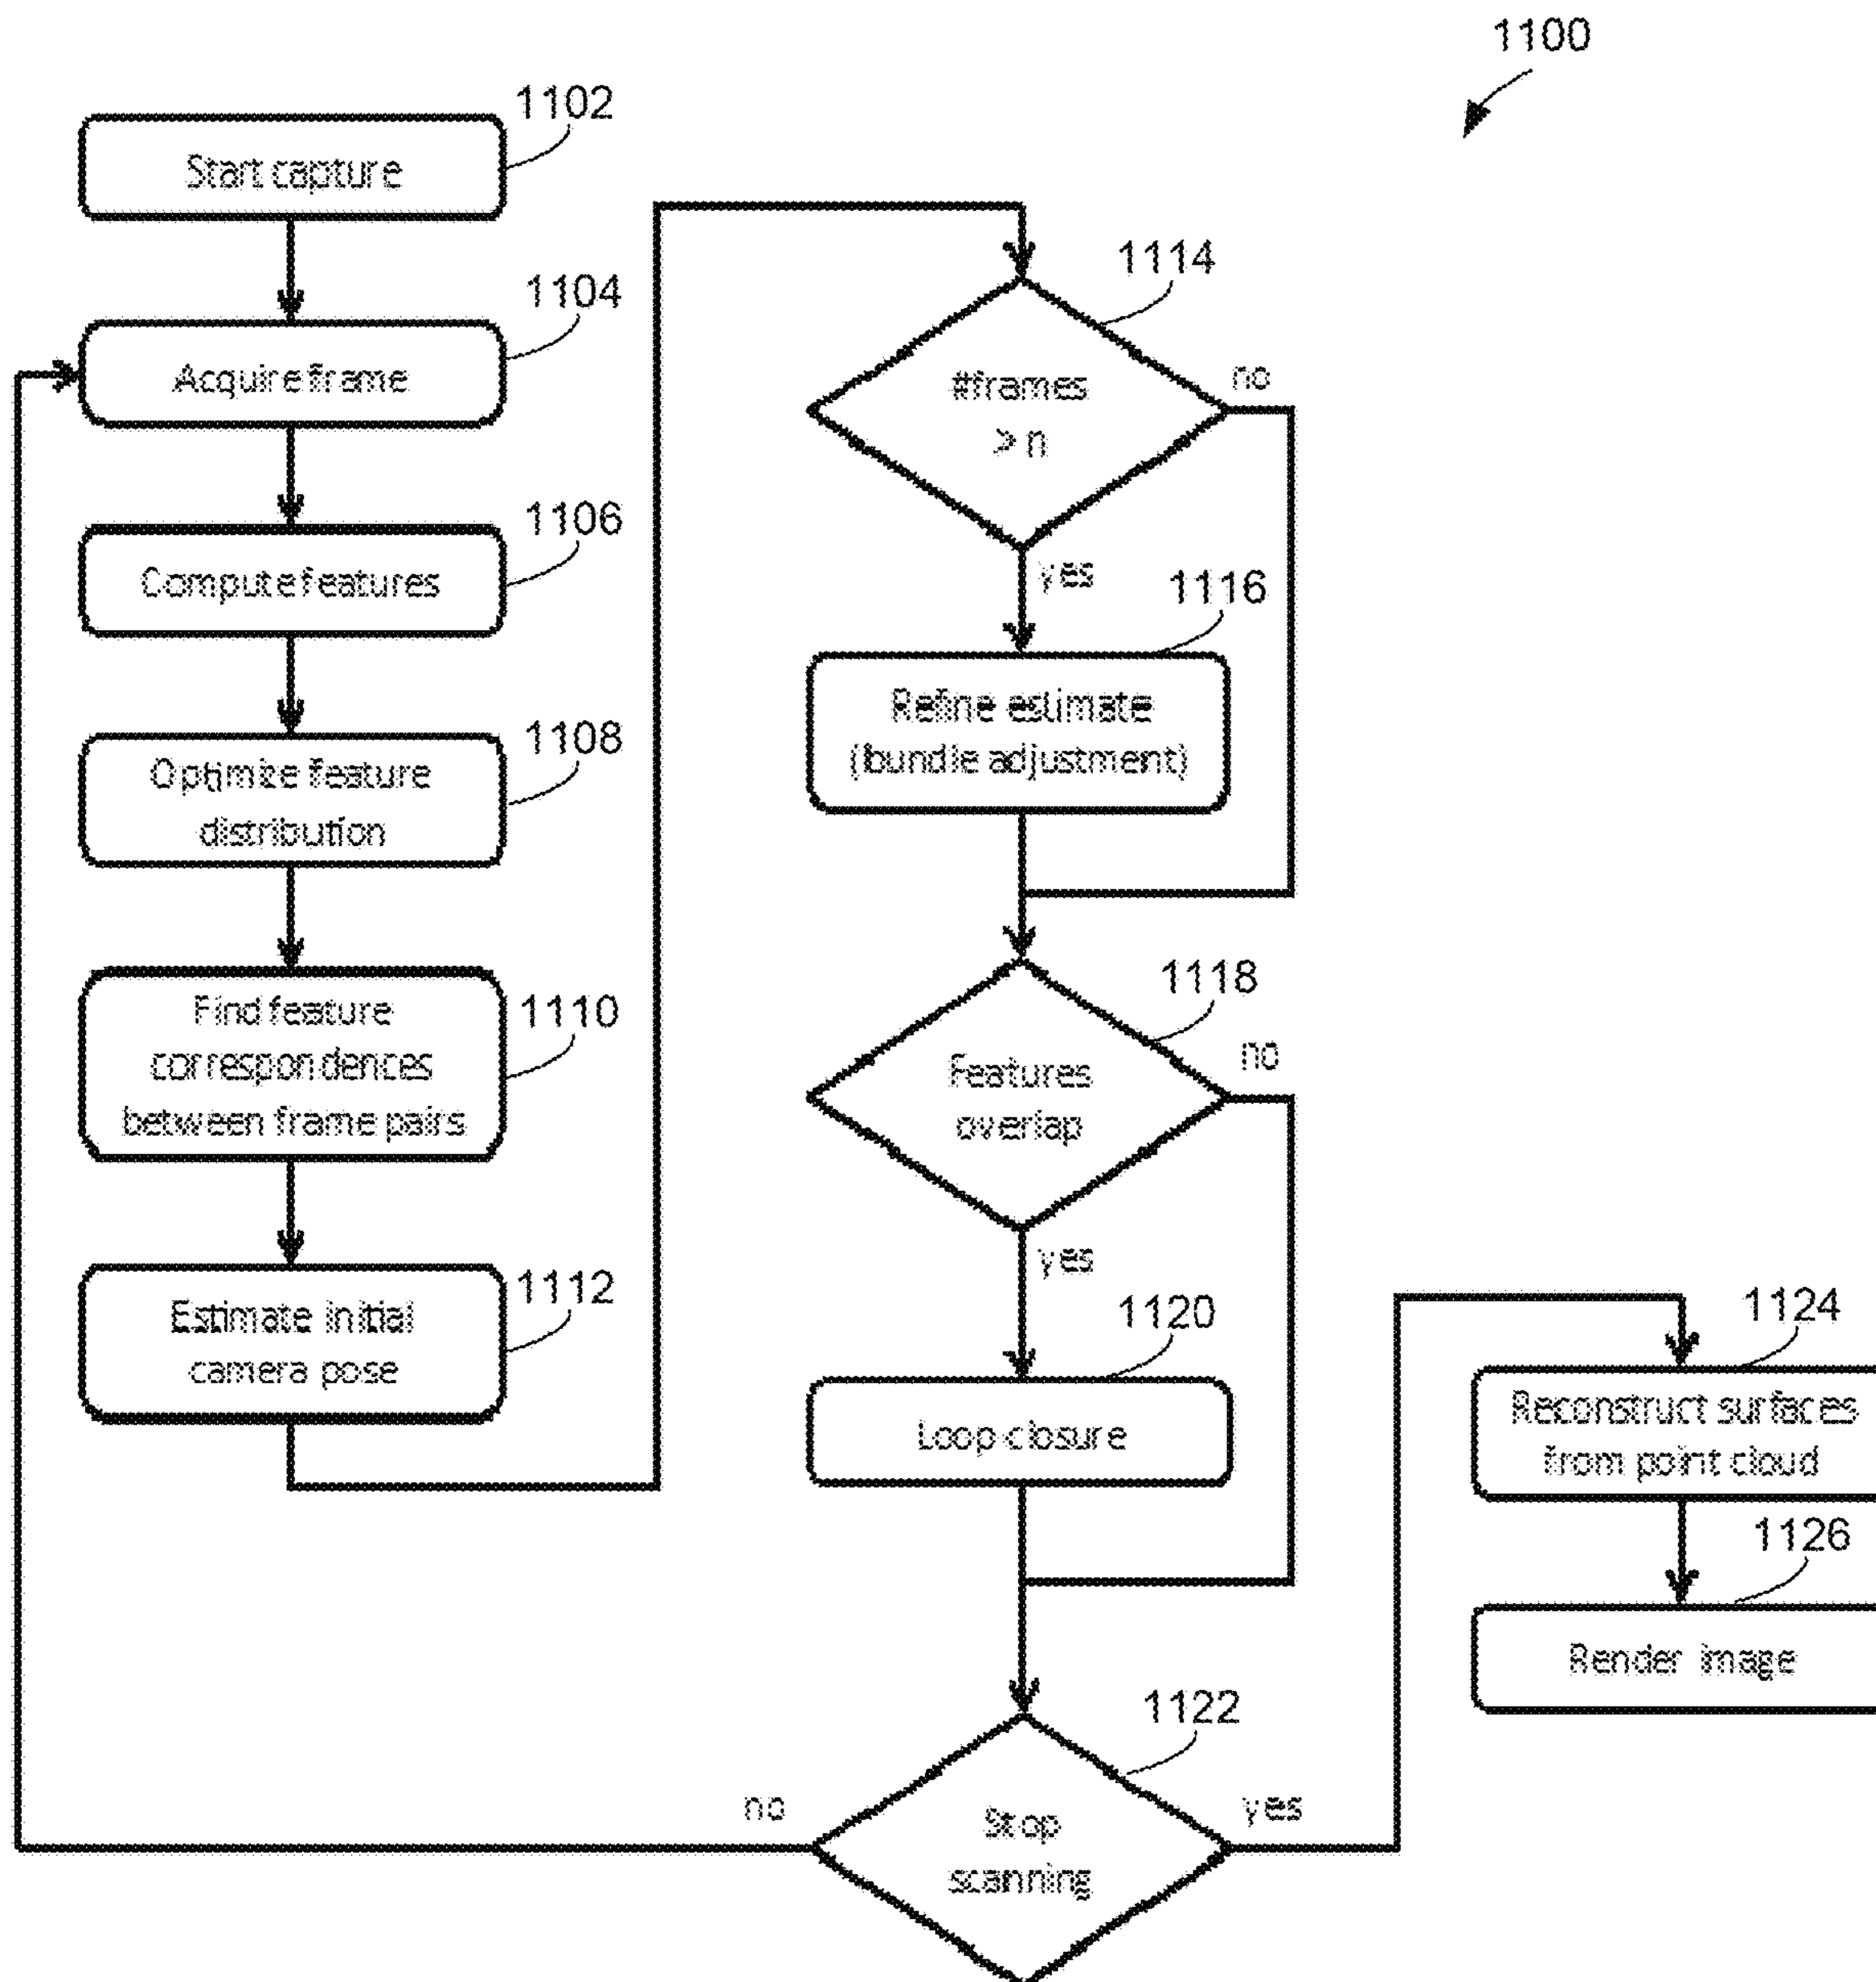 1100
1102
Start capture
1104
Acquire frame
1106
Compute features
1108
Optimize feature
distribution
1110
Find feature
correspondences
between frame pairs
1112
Estimate initial
camera pose
1114
#frames
> n
no
yes
1116
Refine estimate
(bundle adjustment)
1118
Features
overlap
no
yes
1120
Loop closure
1122
Stop
scanning
no
yes
1124
Reconstruct surfaces
from point cloud
1126
Render image